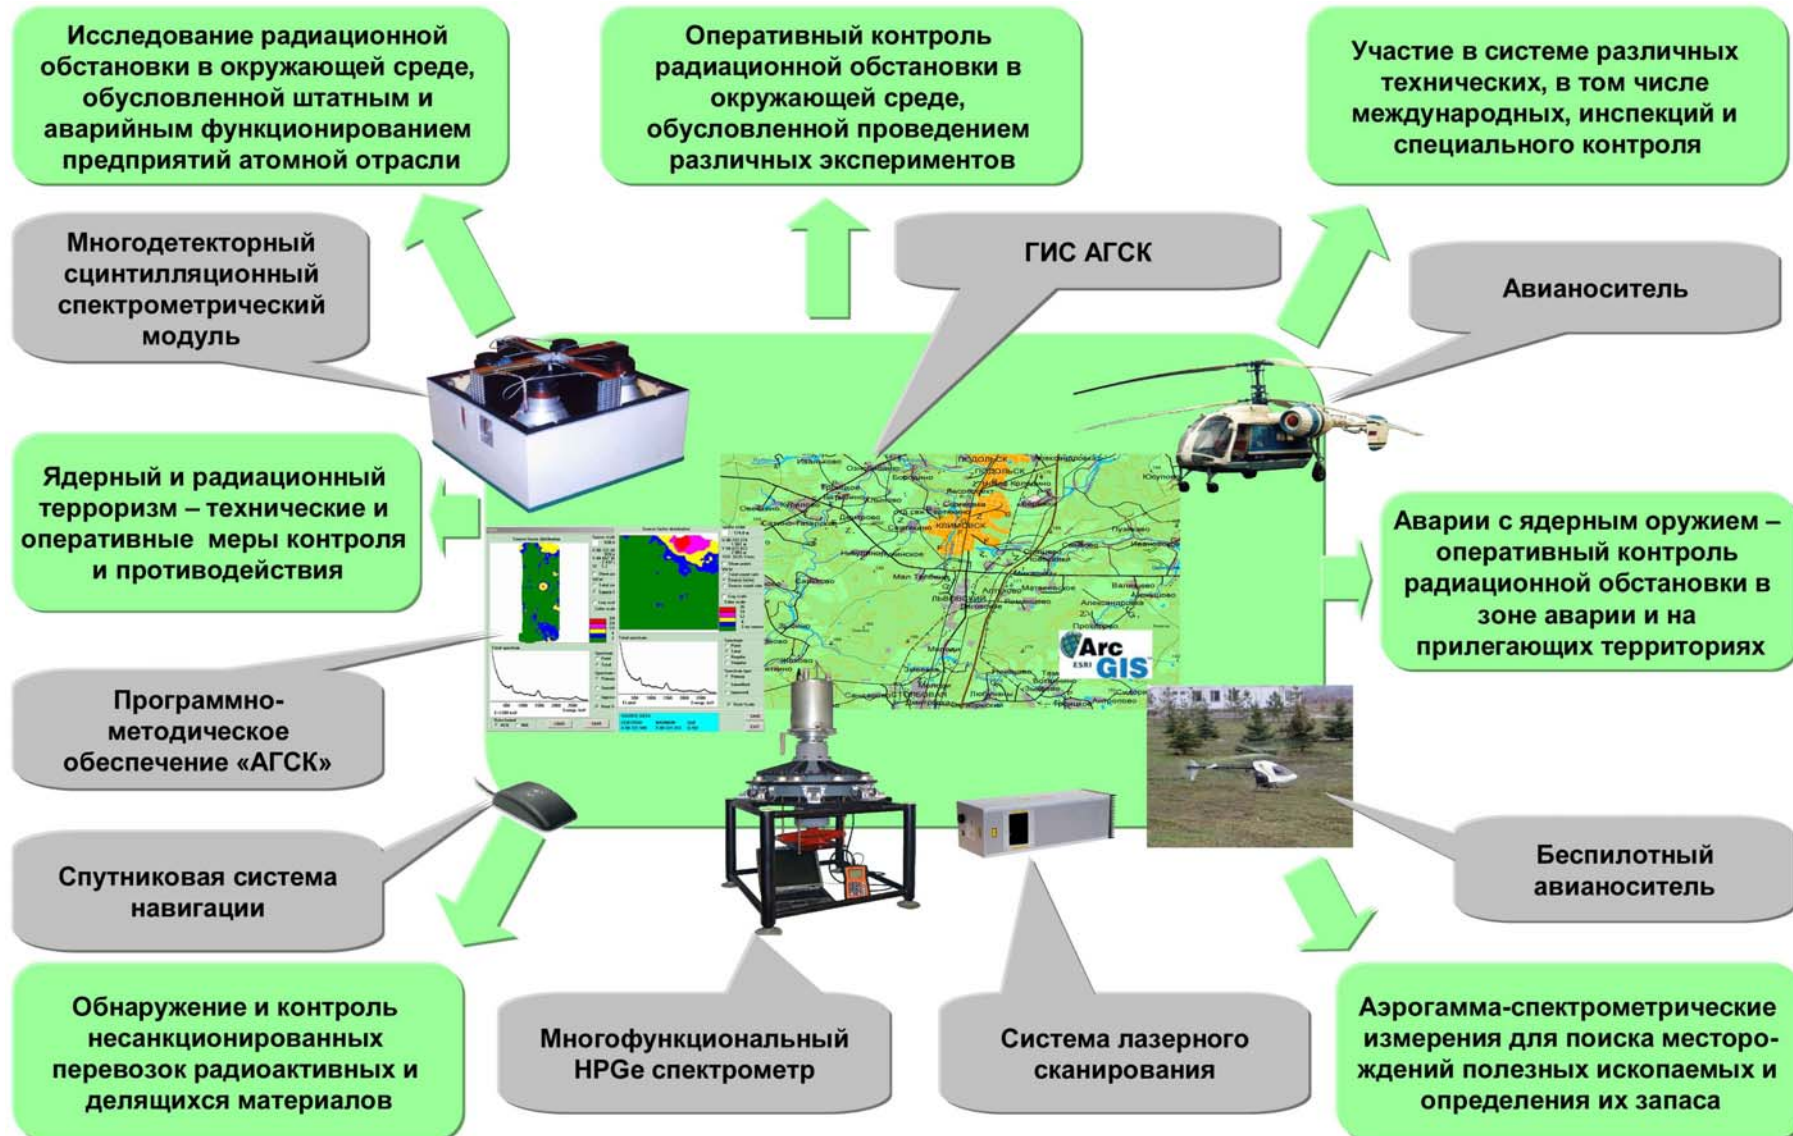 Исследование радиационной
обстановки в окружающей среде,
обусловленной штатным и
аварийным функционированием
предприятий атомной отрасли
Оперативный контроль
радиационной обстановки в
окружающей среде,
обусловленной проведением
различных экспериментов
Участие в системе различных
технических, в том числе
международных, инспекций и
специального контроля
Многодетекторный
сцинтилляционный
спектрометрический
модуль
ГИС АГСК
Авианоситель
Ядерный и радиационный
терроризм – технические и
оперативные меры контроля
и противодействия
ПОДОЛЬСК
КЛИМОВСК
ЛЬВОВСКИЙ
Arc
ESRI GIS
Аварии с ядерным оружием –
оперативный контроль
радиационной обстановки в
зоне аварии и на
прилегающих территориях
Программно-
методическое
обеспечение «АГСК»
Спутниковая система
навигации
Беспилотный
авианоситель
Обнаружение и контроль
несанкционированных
перевозок радиоактивных и
делящихся материалов
Многофункциональный
HPGe спектрометр
Система лазерного
сканирования
Аэрогамма-спектрометрические
измерения для поиска месторо-
ждений полезных ископаемых и
определения их запаса